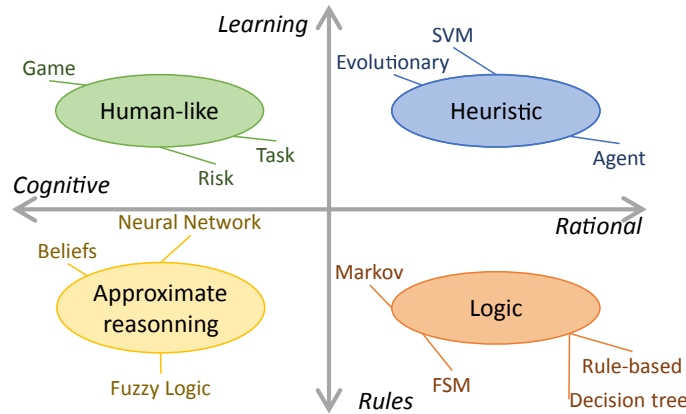 Learning
SVM
Game
Evolutionary
Human-like
Heuristic
Task
Agent
Risk
Cognitive
Rational
Neural Network
Beliefs
Markov
Approximate
reasonning
Logic
Rule-based
Fuzzy Logic
FSM
Decision tree
Rules